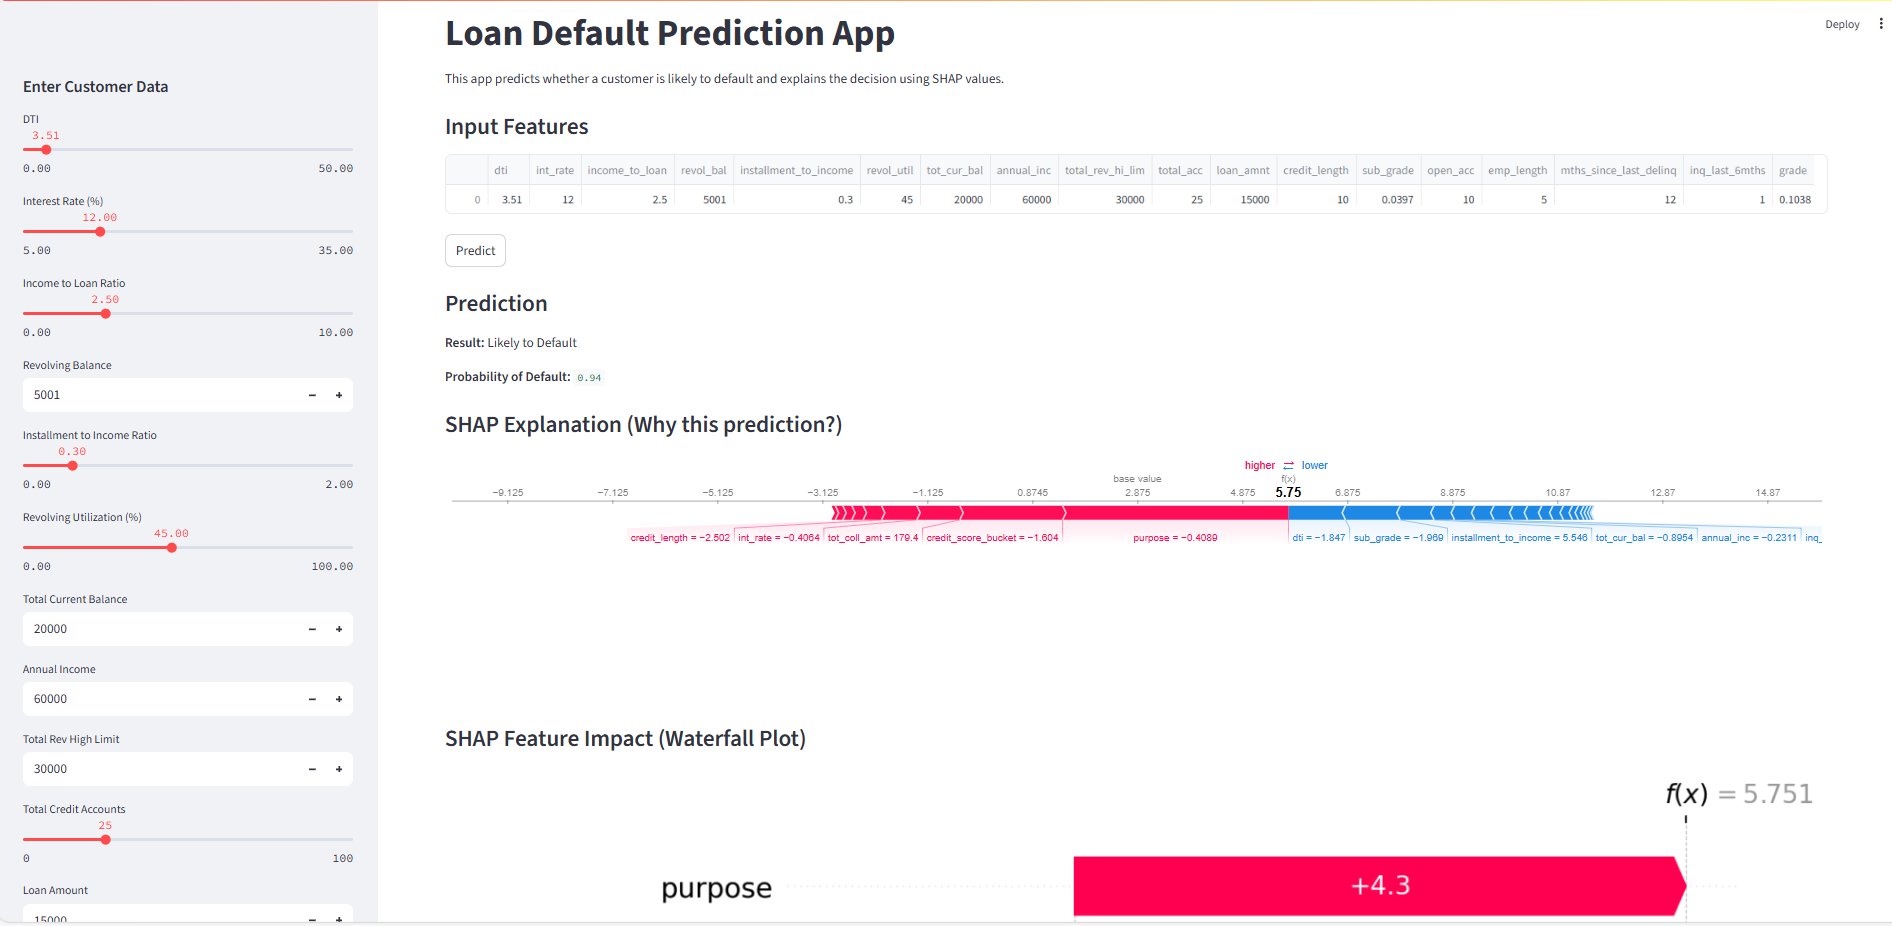 Deploy
Enter Customer Data
DTI
3.51
0.00 50.00
Interest Rate (%)
12.00
5.00 35.00
Income to Loan Ratio
2.50
0.00 10.00
Revolving Balance
5001 − +
Installment to Income Ratio
0.30
0.00 2.00
Revolving Utilization (%)
45.00
0.00 100.00
Total Current Balance
20000 − +
Annual Income
60000 − +
Total Rev High Limit
30000 − +
Total Credit Accounts
25
0 100
Loan Amount
15000 − +
Loan Default Prediction App
This app predicts whether a customer is likely to default and explains the decision using SHAP values.
Input Features
dti int_rate income_to_loan revol_bal installment_to_income revol_util tot_cur_bal annual_inc total_rev_hi_lim total_acc loan_amnt credit_length sub_grade open_acc emp_length mths_since_last_delinq inq_last_6mths grade
0 3.51 12 2.5 5001 0.3 45 20000 60000 30000 25 15000 10 0.0397 10 5 12 1 0.1038
Predict
Prediction
Result: Likely to Default
Probability of Default: 0.94
SHAP Explanation (Why this prediction?)
higher ⇄ lower
base value f(x)
−9.125 −7.125 −5.125 −3.125 −1.125 0.8745 2.875 4.875 5.75 6.875 8.875 10.87 12.87 14.87
credit_length = −2.502 int_rate = −0.4064 tot_coll_amt = 179.4 credit_score_bucket = −1.604 purpose = −0.4089 dti = −1.847 sub_grade = −1.969 installment_to_income = 5.546 tot_cur_bal = −0.8954 annual_inc = −0.2311 inq_
SHAP Feature Impact (Waterfall Plot)
f(x) = 5.751
purpose +4.3